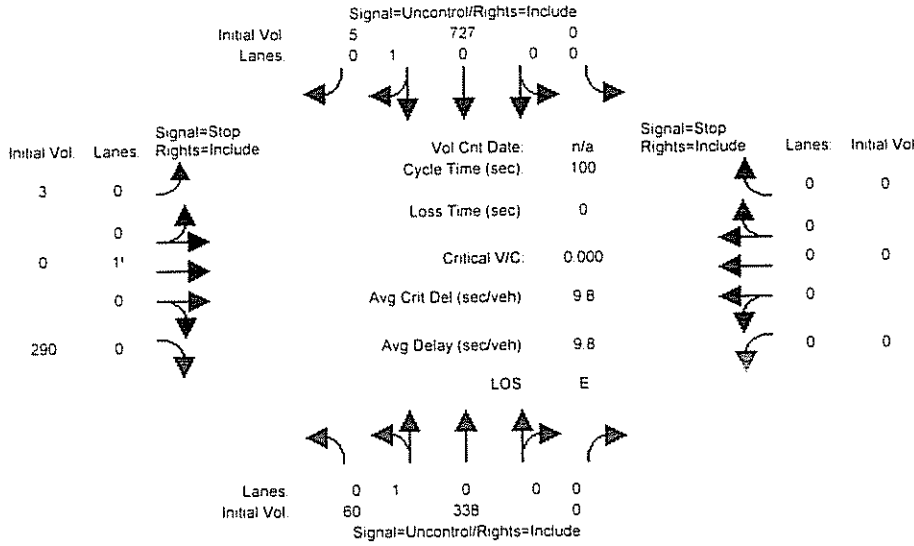 Signal=Uncontrol/Rights=Include
Initial Vol 5 727 0
Lanes. 0 1 0 0 0
Signal=Stop
Initial Vol. Lanes. Rights=Include
Vol Cnt Date: n/a
Signal=Stop
Rights=Include Lanes: Initial Vol
Cycle Time (sec). 100
3 0
0 0
Loss Time (sec) 0
0
0
0 1'
Critical V/C: 0.000
0 0
0
Avg Crit Del (sec/veh) 9 8
0
290 0
Avg Delay (sec/veh) 9.8
0 0
LOS E
Lanes. 0 1 0 0 0
Initial Vol. 60 338 0
Signal=Uncontrol/Rights=Include